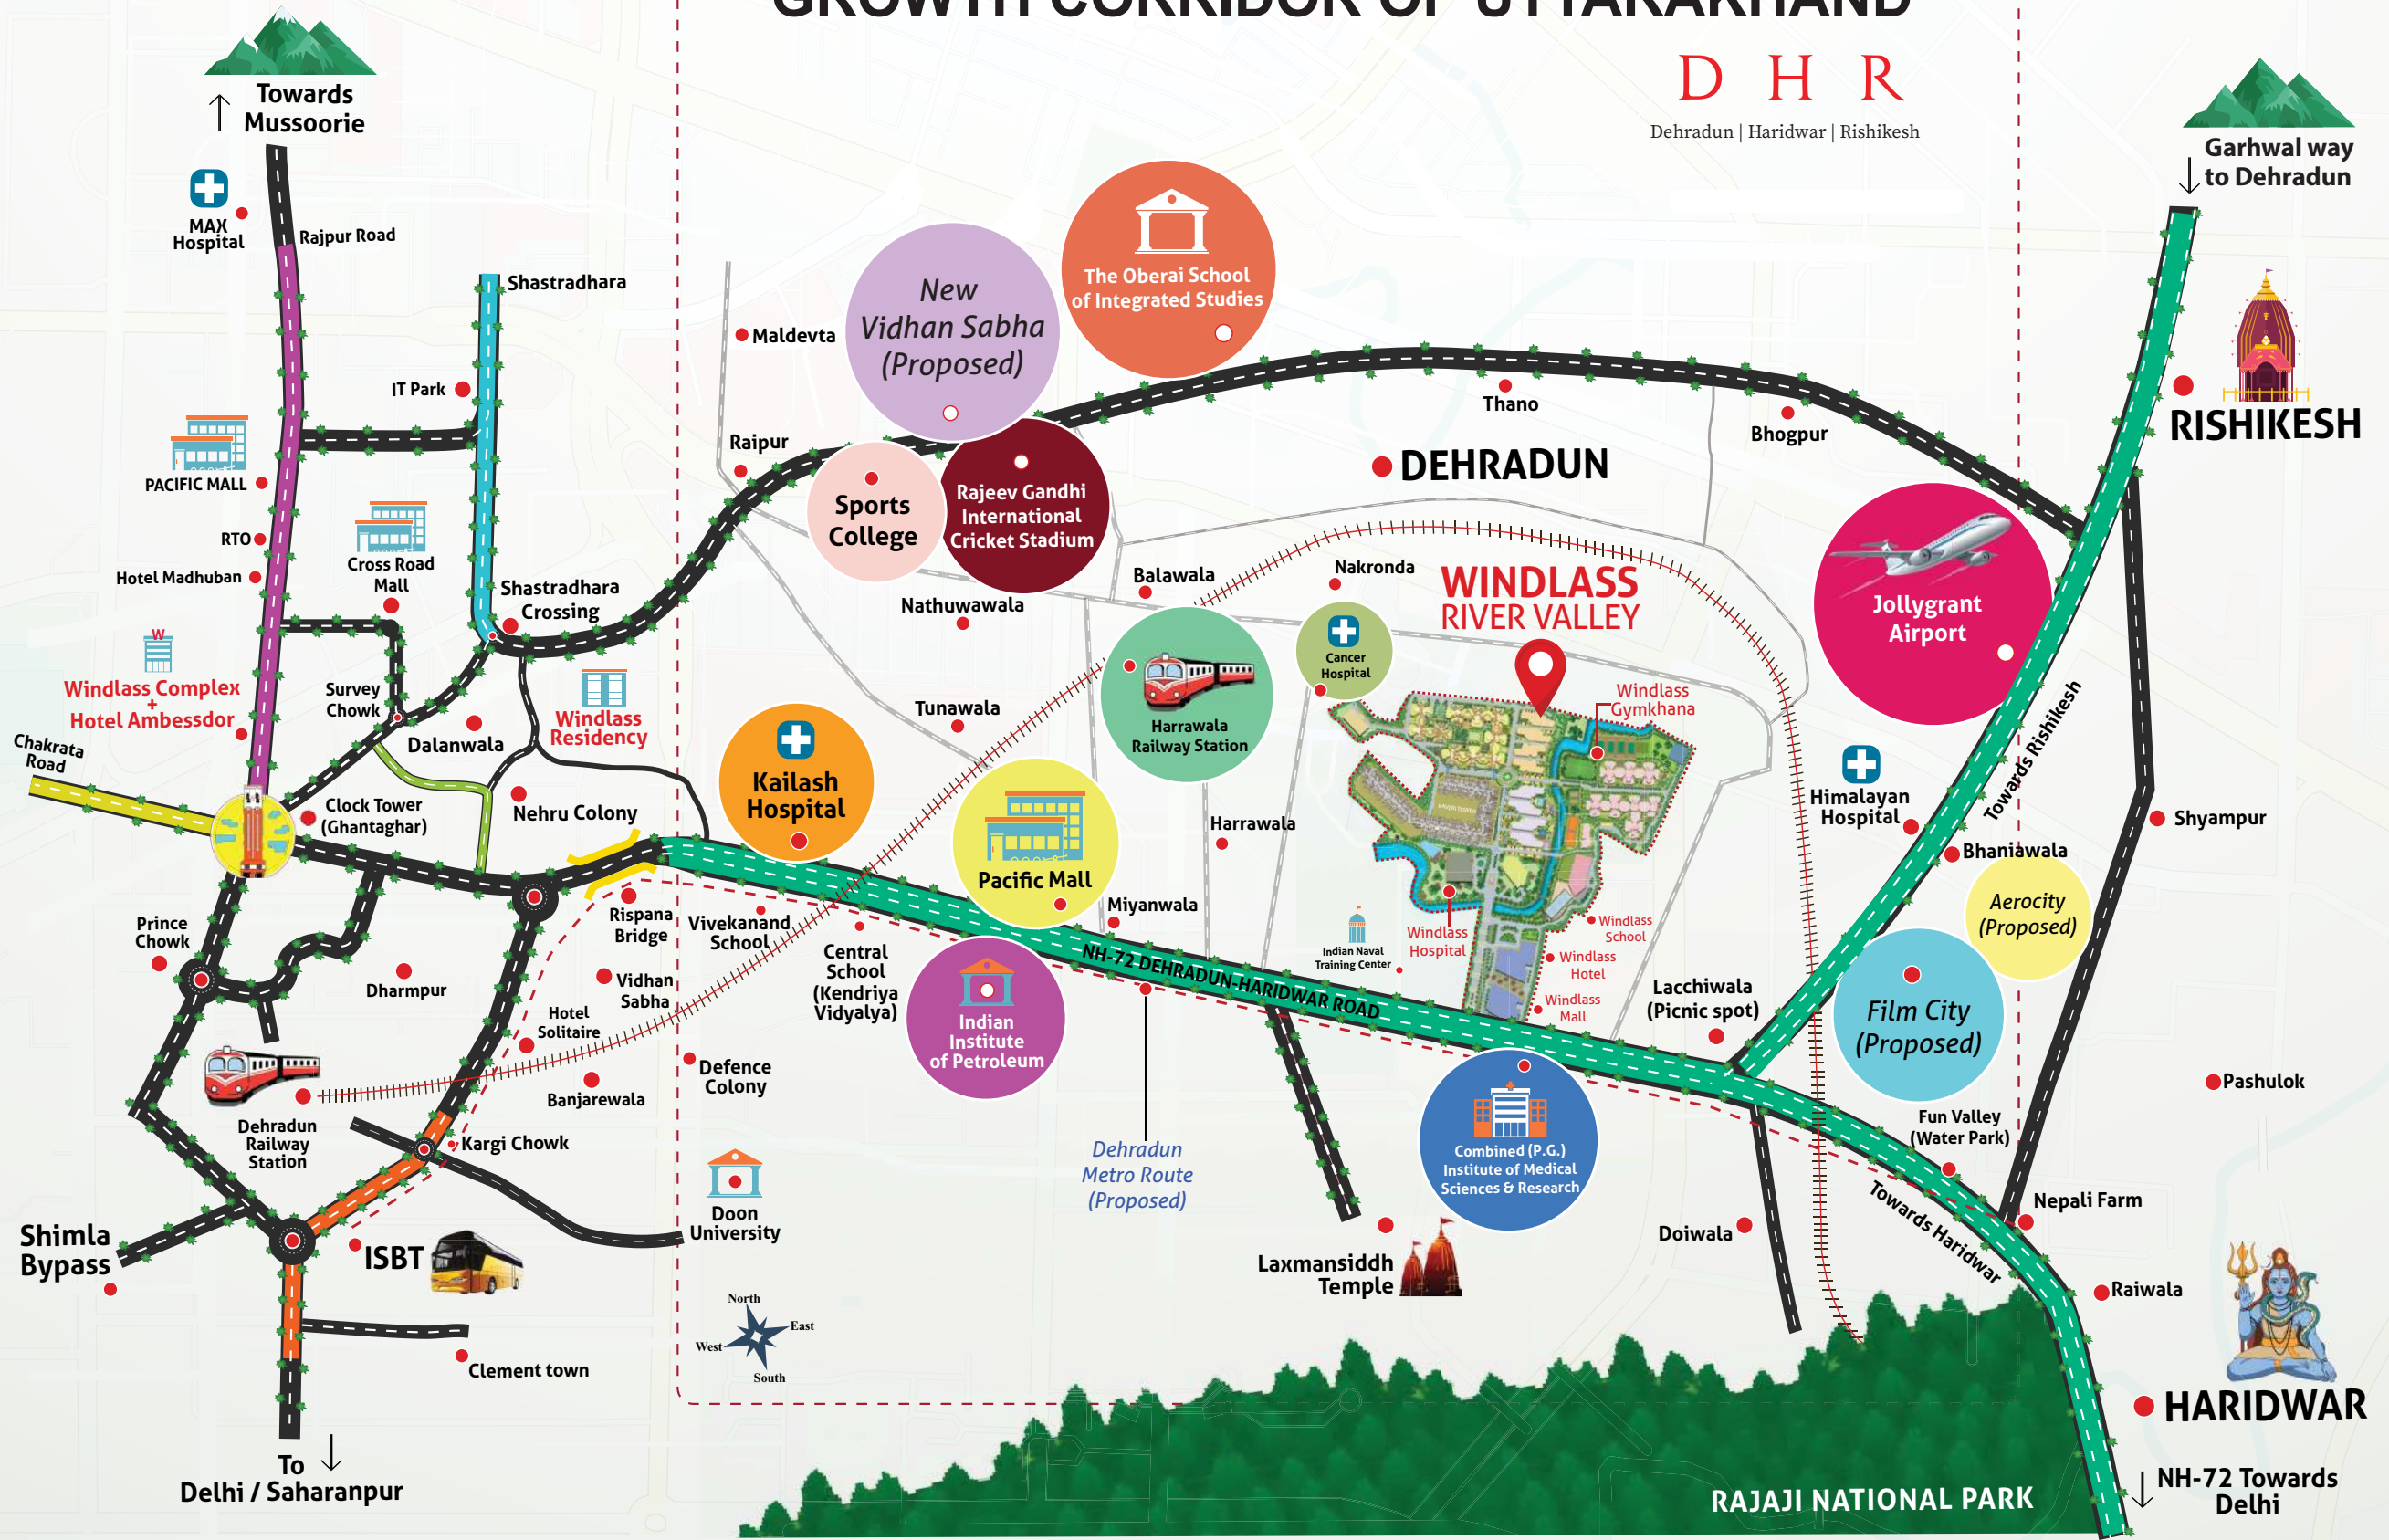 GROWTH CORRIDOR OF UTTARAKHAND
D H R
Dehradun | Haridwar | Rishikesh
Towards
Mussoorie
MAX
Hospital
Rajpur Road
Shastradhara
IT Park
PACIFIC MALL
RTO
Hotel Madhuban
Cross Road
Mall
Shastradhara
Crossing
W
Windlass Complex
+
Hotel Ambessdor
Survey
Chowk
Dalanwala
Windlass
Residency
Chakrata
Road
Clock Tower
(Ghantaghar)
Nehru Colony
Prince
Chowk
Dharmpur
Rispana
Bridge
Vidhan
Sabha
Hotel
Solitaire
Banjarewala
Dehradun
Railway
Station
Kargi Chowk
Shimla
Bypass
ISBT
Clement town
To
Delhi / Saharanpur
Maldevta
Raipur
New
Vidhan Sabha
(Proposed)
The Oberai School
of Integrated Studies
Sports
College
Rajeev Gandhi
International
Cricket Stadium
Thano
Bhogpur
DEHRADUN
Nathuwawala
Balawala
Nakronda
WINDLASS
RIVER VALLEY
Tunawala
Harrawala
Railway Station
Cancer
Hospital
Windlass
Gymkhana
Kailash
Hospital
Pacific Mall
Harrawala
Miyanwala
Vivekanand
School
Central
School
(Kendriya
Vidyalya)
Indian
Institute
of Petroleum
NH-72 DEHRADUN-HARIDWAR ROAD
Indian Naval
Training Center
Windlass
Hospital
Windlass
School
Windlass
Hotel
Windlass
Mall
Lacchiwala
(Picnic spot)
Defence
Colony
Doon
University
Dehradun
Metro Route
(Proposed)
Combined (P.G.)
Institute of Medical
Sciences & Research
Laxmansiddh
Temple
Doiwala
North
East
West
South
Garhwal way
to Dehradun
RISHIKESH
Jollygrant
Airport
Himalayan
Hospital
Towards Rishikesh
Bhaniawala
Shyampur
Aerocity
(Proposed)
Film City
(Proposed)
Pashulok
Fun Valley
(Water Park)
Nepali Farm
Towards Haridwar
Raiwala
HARIDWAR
NH-72 Towards
Delhi
RAJAJI NATIONAL PARK